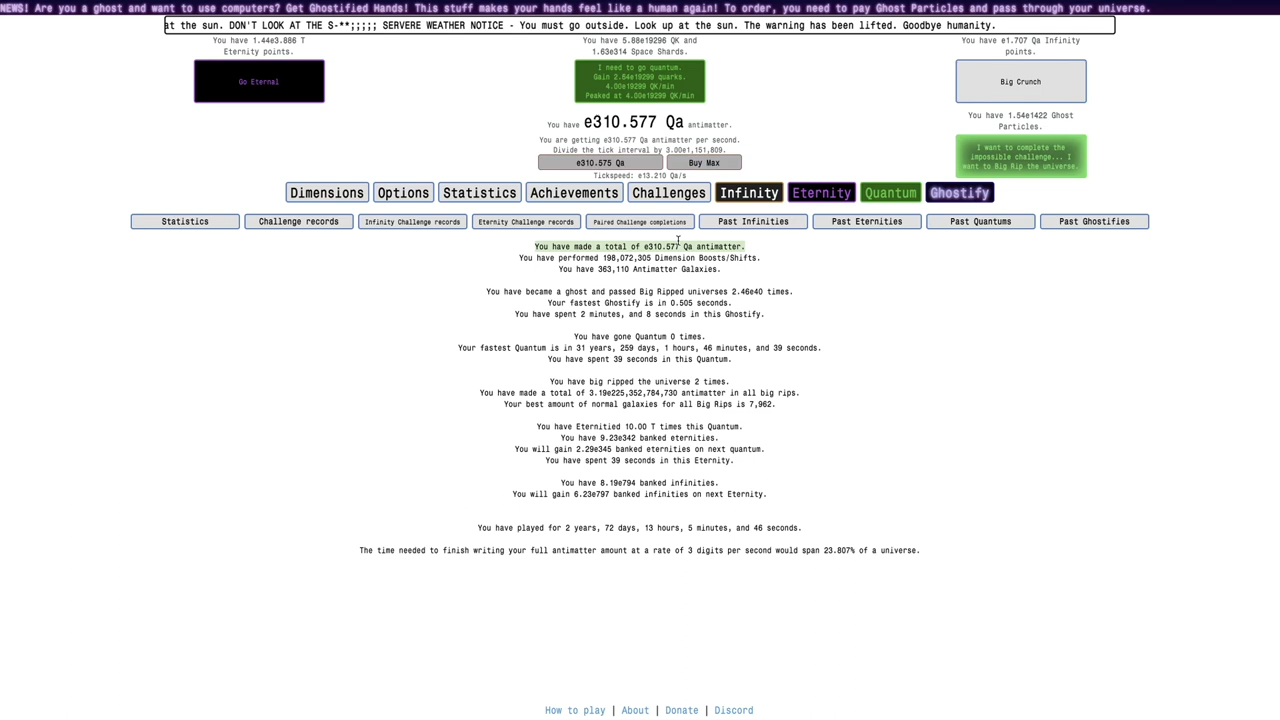 NEWS! Are you a ghost and want to use computers? Get Ghostified Hands! This stuff makes your hands feel like a human again! To order, you need to pay Ghost Particles and pass through your universe.
at the sun. DON'T LOOK AT THE S-**;;;;; SERVERE WEATHER NOTICE - You must go outside. Look up at the sun. The warning has been lifted. Goodbye humanity.
You have 1.44e3.886 T
Eternity points.
Go Eternal
You have 5.88e19296 QK and
1.63e314 Space Shards.
I need to go quantum.
Gain 2.64e19299 quarks.
4.00e19299 QK/min
Peaked at 4.00e19299 QK/min
You have e1.707 Qa Infinity
points.
Big Crunch
You have 1.54e1422 Ghost
Particles.
I want to complete the
impossible challenge... I
want to Big Rip the universe.
You have e310.577 Qa antimatter.
You are getting e310.577 Qa antimatter per second.
Divide the tick interval by 3.00e1,151,809.
e310.575 Qa
Buy Max
Tickspeed: e13.210 Qa/s
Dimensions
Options
Statistics
Achievements
Challenges
Infinity
Eternity
Quantum
Ghostify
Statistics
Challenge records
Infinity Challenge records
Eternity Challenge records
Paired Challenge completions
Past Infinities
Past Eternities
Past Quantums
Past Ghostifies
You have made a total of e310.577 Qa antimatter.
You have performed 198,072,305 Dimension Boosts/Shifts.
You have 363,110 Antimatter Galaxies.
You have became a ghost and passed Big Ripped universes 2.46e40 times.
Your fastest Ghostify is in 0.505 seconds.
You have spent 2 minutes, and 8 seconds in this Ghostify.
You have gone Quantum 0 times.
Your fastest Quantum is in 31 years, 259 days, 1 hours, 46 minutes, and 39 seconds.
You have spent 39 seconds in this Quantum.
You have big ripped the universe 2 times.
You have made a total of 3.19e225,352,784,730 antimatter in all big rips.
Your best amount of normal galaxies for all Big Rips is 7,962.
You have Eternitied 10.00 T times this Quantum.
You have 9.23e342 banked eternities.
You will gain 2.29e345 banked eternities on next quantum.
You have spent 39 seconds in this Eternity.
You have 8.19e794 banked infinities.
You will gain 6.23e797 banked infinities on next Eternity.
You have played for 2 years, 72 days, 13 hours, 5 minutes, and 46 seconds.
The time needed to finish writing your full antimatter amount at a rate of 3 digits per second would span 23.807% of a universe.
How to play | About | Donate | Discord